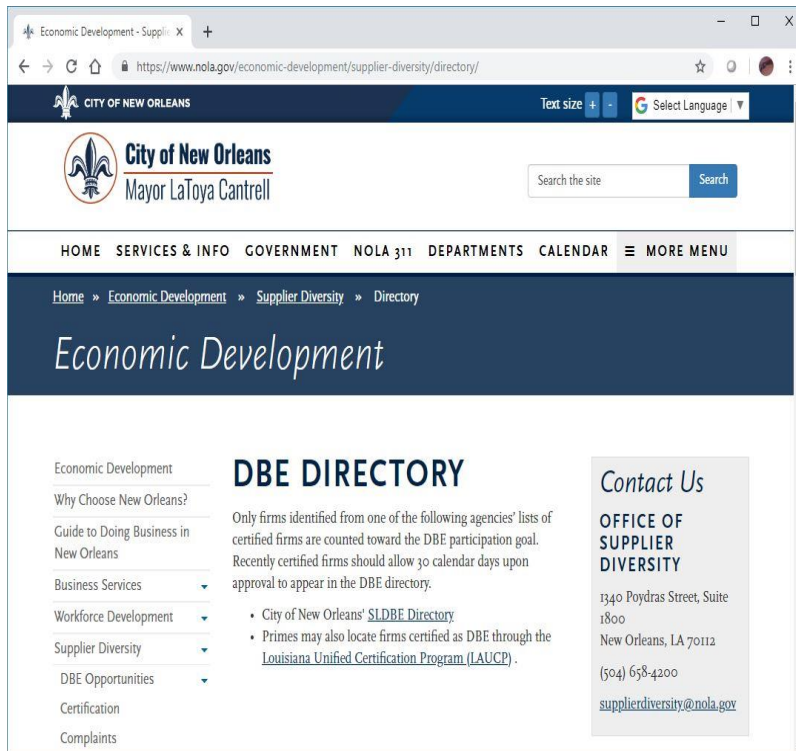 Economic Development - Supplie
https://www.nola.gov/economic-development/supplier-diversity/directory/
CITY OF NEW ORLEANS
Text size + -
Select Language
City of New Orleans
Mayor LaToya Cantrell
Search the site
Search
HOME SERVICES & INFO GOVERNMENT NOLA 311 DEPARTMENTS CALENDAR ☰ MORE MENU
Home » Economic Development » Supplier Diversity » Directory
Economic Development
Economic Development
Why Choose New Orleans?
Guide to Doing Business in
New Orleans
Business Services
Workforce Development
Supplier Diversity
DBE Opportunities
Certification
Complaints
DBE DIRECTORY
Only firms identified from one of the following agencies' lists of
certified firms are counted toward the DBE participation goal.
Recently certified firms should allow 30 calendar days upon
approval to appear in the DBE directory.
• City of New Orleans' SLDBE Directory
• Primes may also locate firms certified as DBE through the
Louisiana Unified Certification Program (LAUCP) .
Contact Us
OFFICE OF
SUPPLIER
DIVERSITY
1340 Poydras Street, Suite
1800
New Orleans, LA 70112
(504) 658-4200
supplierdiversity@nola.gov